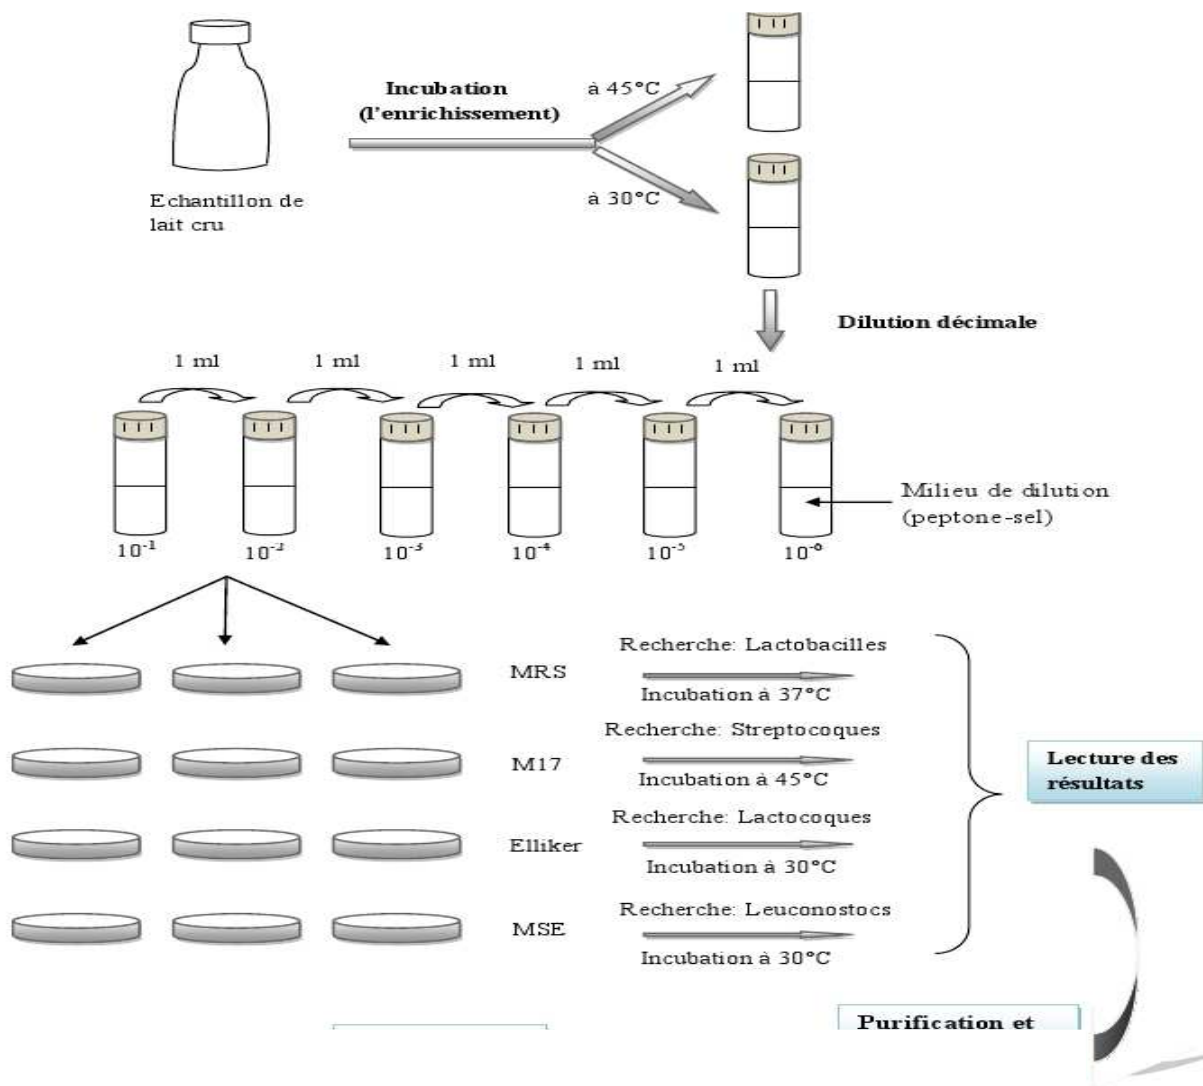 Incubation
(l'enrichissement)
à 45°C
à 30°C
Echantillon de
lait cru
Dilution décimale
1 ml
1 ml
1 ml
1 ml
1 ml
Milieu de dilution
(peptone-sel)
10⁻¹
10⁻²
10⁻³
10⁻⁴
10⁻⁵
10⁻⁶
MRS
Recherche: Lactobacilles
Incubation à 37°C
M17
Recherche: Streptocoques
Incubation à 45°C
Elliker
Recherche: Lactocoques
Incubation à 30°C
MSE
Recherche: Leuconostocs
Incubation à 30°C
Lecture des
résultats
Purification et